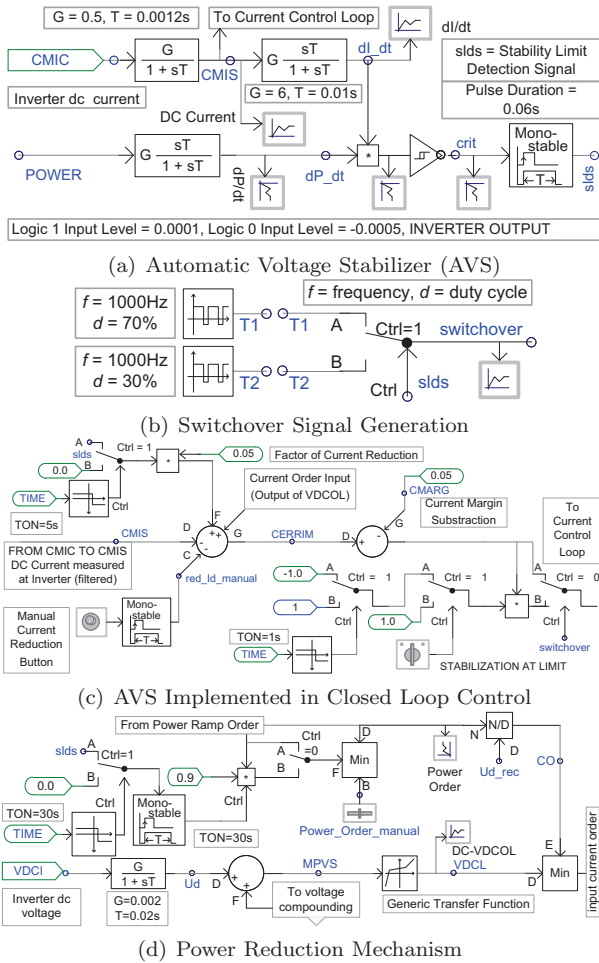 G = 0.5, T = 0.0012s
To Current Control Loop
dI/dt
CMIC
G
1 + sT
CMIS
G
sT
1 + sT
dI_dt
slds = Stability Limit
Detection Signal
Inverter dc current
G = 6, T = 0.01s
Pulse Duration =
0.06s
DC Current
POWER
G
sT
1 + sT
dP/dt
dP_dt
*
crit
Mono-
stable
T
slds
Logic 1 Input Level = 0.0001, Logic 0 Input Level = -0.0005, INVERTER OUTPUT
(a) Automatic Voltage Stabilizer (AVS)
f = 1000Hz
d = 70%
T1
T1
f = frequency, d = duty cycle
A
Ctrl=1
switchover
f = 1000Hz
d = 30%
T2
T2
B
Ctrl
slds
(b) Switchover Signal Generation
A
slds
Ctrl = 1
0.0
B
*
0.05
Factor of Current Reduction
TIME
Ctrl
TON=5s
Current Order Input
(Output of VDCOL)
0.05
CMARG
Current Margin
Substraction
To
Current
Control
Loop
CMIS
D
F
G
CERRIM
D
G
FROM CMIC TO CMIS
DC Current measured
at Inverter (filtered)
C
red_Id_manual
-1.0
A
Ctrl = 1
A
Ctrl = 1
A
Ctrl = 0
1
B
1.0
B
*
B
Manual
Current
Reduction
Button
Mono-
stable
T
TON=1s
TIME
Ctrl
Ctrl
Ctrl
switchover
STABILIZATION AT LIMIT
(c) AVS Implemented in Closed Loop Control
From Power Ramp Order
slds
A
Ctrl=1
0.0
B
Ctrl
A
=0
B
D
F
Min
B
N
N/D
D
0.9
*
Power
Order
Ud_rec
CO
TON=30s
TIME
Ctrl
Mono-
stable
T
Ctrl
TON=30s
Power_Order_manual
VDCI
G
1 + sT
Ud
D
F
MPVS
DC-VDCOL
VDCL
E
D
Min
input current order
Inverter dc
voltage
G=0.002
T=0.02s
To voltage
compounding
Generic Transfer Function
(d) Power Reduction Mechanism